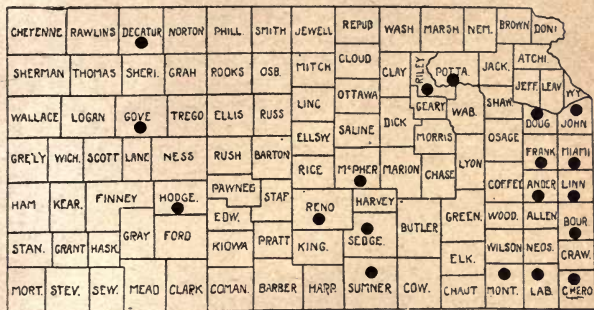 CHEYENNE RAWLINS DECATUR NORTON PHILL SMITH JEWELL REPUB WASH MARSH NEM. BROWN DONI
SHERMAN THOMAS SHERI. GRAH ROOKS OSB. MITCH CLOUD CLAY RILEY POTTA. JACK. ATCHI.
OTTAWA JEFF. LEAV WY.
WALLACE LOGAN GOVE TREGO ELLIS RUSS LINC SALINE DICK GEARY WAB. SHAW DOUG. JOHN
GRE'LY WICH. SCOTT LANE NESS RUSH BARTON ELLSW. MORRIS OSAGE FRANK. MIAMI
RICE McPHER MARION CHASE LYON COFFEE ANDER LINN
HAM KEAR. FINNEY HODGE. PAWNEE STAF RENO HARVEY
GRAY FORD EDW. SEDGE. BUTLER GREEN. WOOD. ALLEN BOUR.
STAN. GRANT HASK. KIOWA PRATT KING. ELK. WILSON NEOS. CRAW.
MORT. STEV. SEW. MEAD CLARK COMAN. BARBER HARP. SUMNER COW. CHAUT MONT. LAB. CHERO